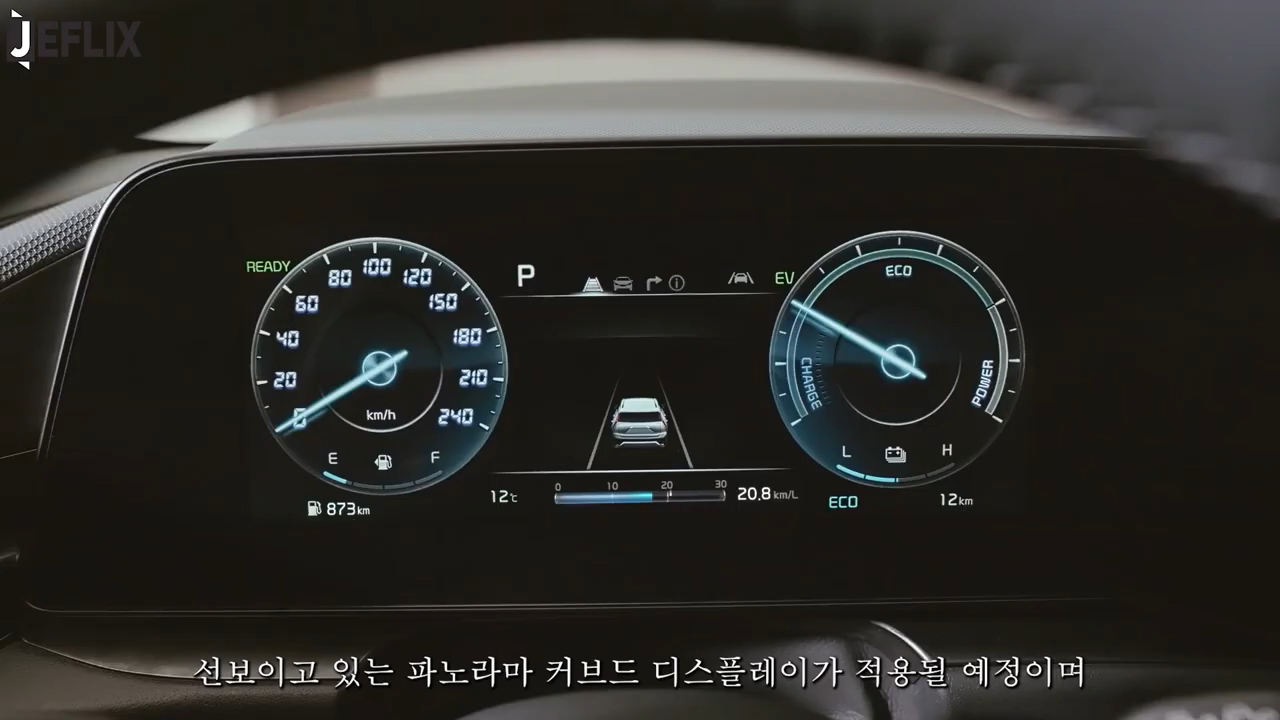 JEFLIX
READY
P
EV
0
20
40
60
80
100
120
150
180
210
240
km/h
E
F
873km
12℃
0 10 20 30
20.8km/L
ECO
CHARGE
POWER
L
H
ECO
12km
선보이고 있는 파노라마 커브드 디스플레이가 적용될 예정이며